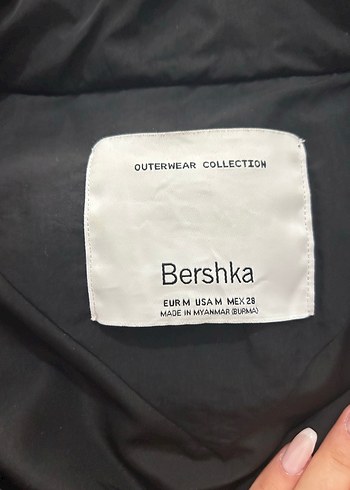 OUTERWEAR COLLECTION
Bershka
EUR M USA M MEX 28
MADE IN MYANMAR (BURMA)